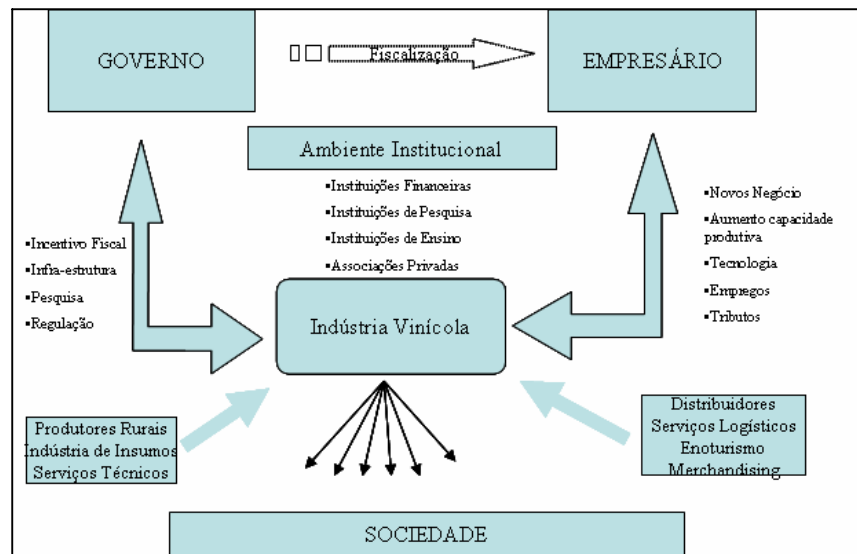 GOVERNO
Fiscalização
EMPRESÁRIO
Ambiente Institucional
▪Instituições Financeiras
▪Instituições de Pesquisa
▪Instituições de Ensino
▪Associações Privadas
▪Incentivo Fiscal
▪Infra-estrutura
▪Pesquisa
▪Regulação
▪Novos Negócio
▪Aumento capacidade
produtiva
▪Tecnologia
▪Empregos
▪Tributos
Indústria Vinícola
Produtores Rurais
Indústria de Insumos
Serviços Técnicos
Distribuidores
Serviços Logísticos
Enoturismo
Merchandising
SOCIEDADE